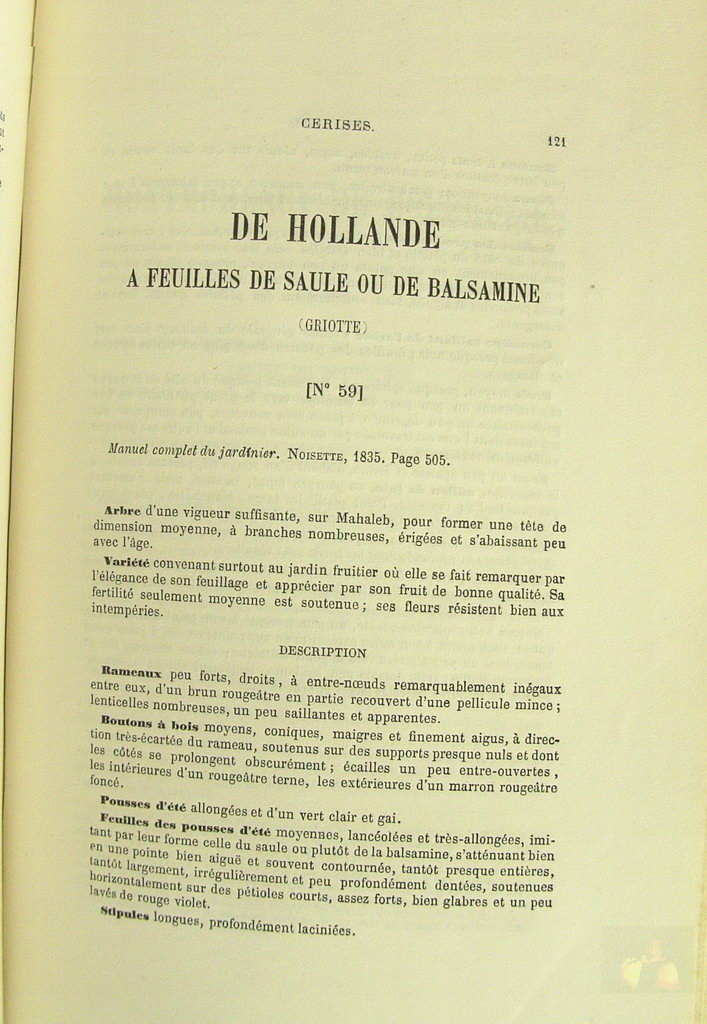 CERISES.
121
DE HOLLANDE
A FEUILLES DE SAULE OU DE BALSAMINE
(GRIOTTE)
[N° 59]
Manuel complet du jardinier. NOISETTE, 1835. Page 505.
Arbre d'une vigueur suffisante, sur Mahaleb, pour former une tête de
dimension moyenne, à branches nombreuses, érigées et s'abaissant peu
avec l'âge.
Variété convenant surtout au jardin fruitier où elle se fait remarquer par
l'élégance de son feuillage et apprécier par son fruit de bonne qualité. Sa
fertilité seulement moyenne est soutenue ; ses fleurs résistent bien aux
intempéries.
DESCRIPTION
Rameaux peu forts, droits, à entre-nœuds remarquablement inégaux
entre eux, d'un brun rougeâtre en partie recouvert d'une pellicule mince ;
lenticelles nombreuses, un peu saillantes et apparentes.
Boutons à bois moyens, coniques, maigres et finement aigus, à direc-
tion très-écartée du rameau, soutenus sur des supports presque nuls et dont
les côtés se prolongent obscurément ; écailles un peu entre-ouvertes,
les intérieures d'un rougeâtre terne, les extérieures d'un marron rougeâtre
foncé.
Pousses d'été allongées et d'un vert clair et gai.
Feuilles des pousses d'été moyennes, lancéolées et très-allongées, imi-
tant par leur forme celle du saule ou plutôt de la balsamine, s'atténuant bien
en une pointe bien aiguë et souvent contournée, tantôt presque entières,
tantôt largement, irrégulièrement et peu profondément dentées, soutenues
horizontalement sur des pétioles courts, assez forts, bien glabres et un peu
lavés de rouge violet.
Stipules longues, profondément laciniées.